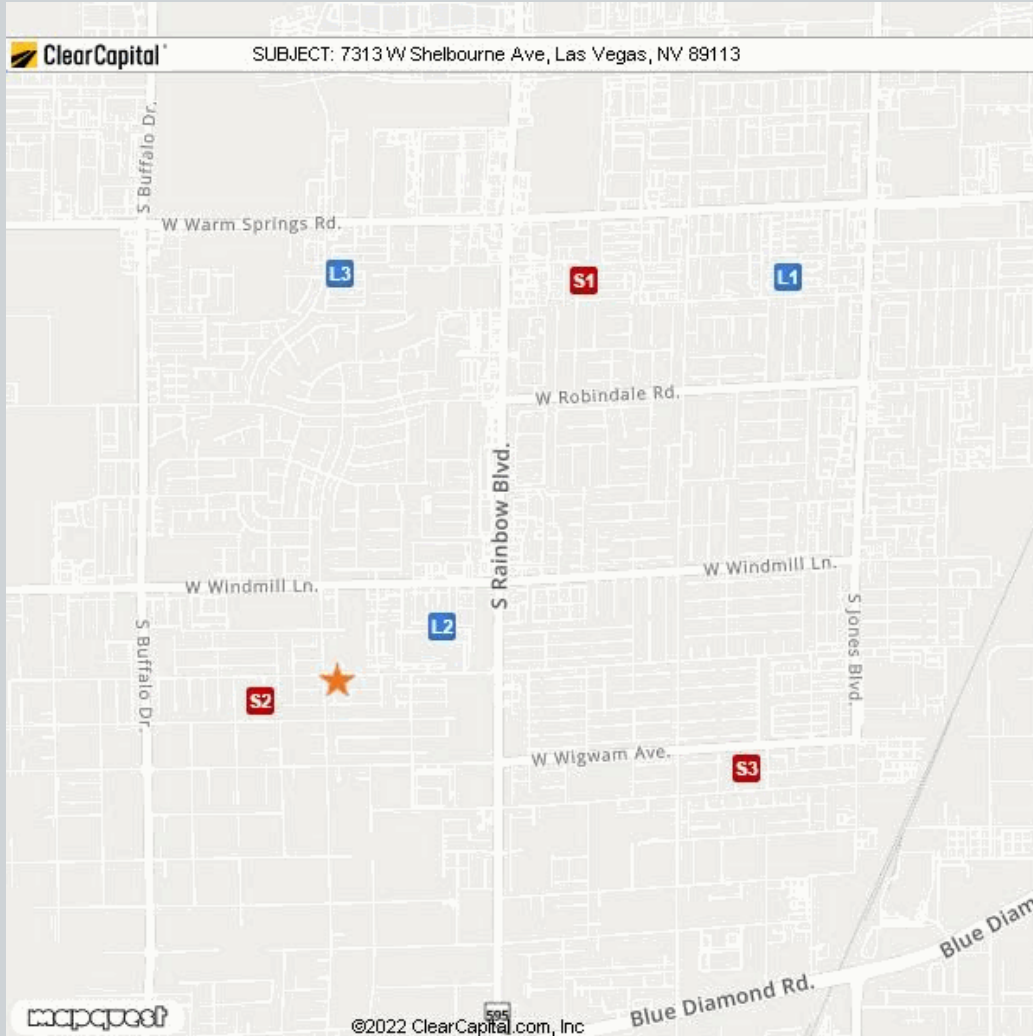 ClearCapital SUBJECT: 7313 W Shelbourne Ave, Las Vegas, NV 89113
S Buffalo Dr.
W Warm Springs Rd.
L3
S1
L1
W Robindale Rd.
S Rainbow Blvd.
W Windmill Ln.
W Windmill Ln.
S Jones Blvd.
L2
S Buffalo Dr.
S2
W Wigwam Ave.
S3
Blue Diam
Blue Diamond Rd.
595
mapquest
©2022 ClearCapital.com, Inc